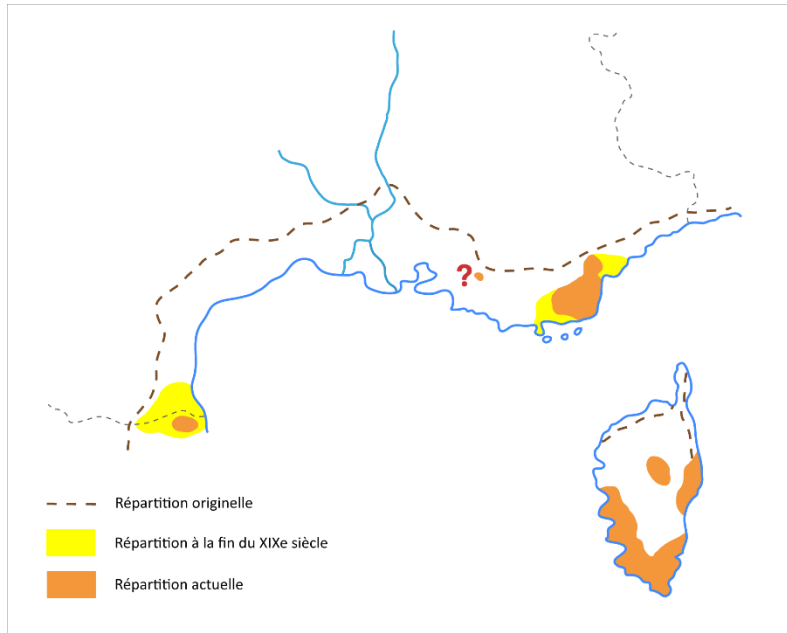 ?
Répartition originelle
Répartition à la fin du XIXe siècle
Répartition actuelle